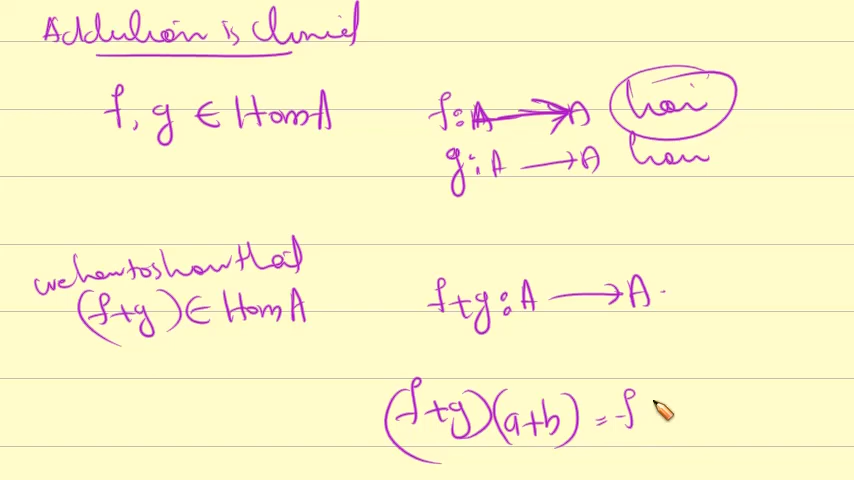 Addition is closed
f, g ∈ Hom A
f: A → A hom
g: A → A hom
we have to show that
(f+g) ∈ Hom A
f+g: A → A.
(f+g)(a+b) = f